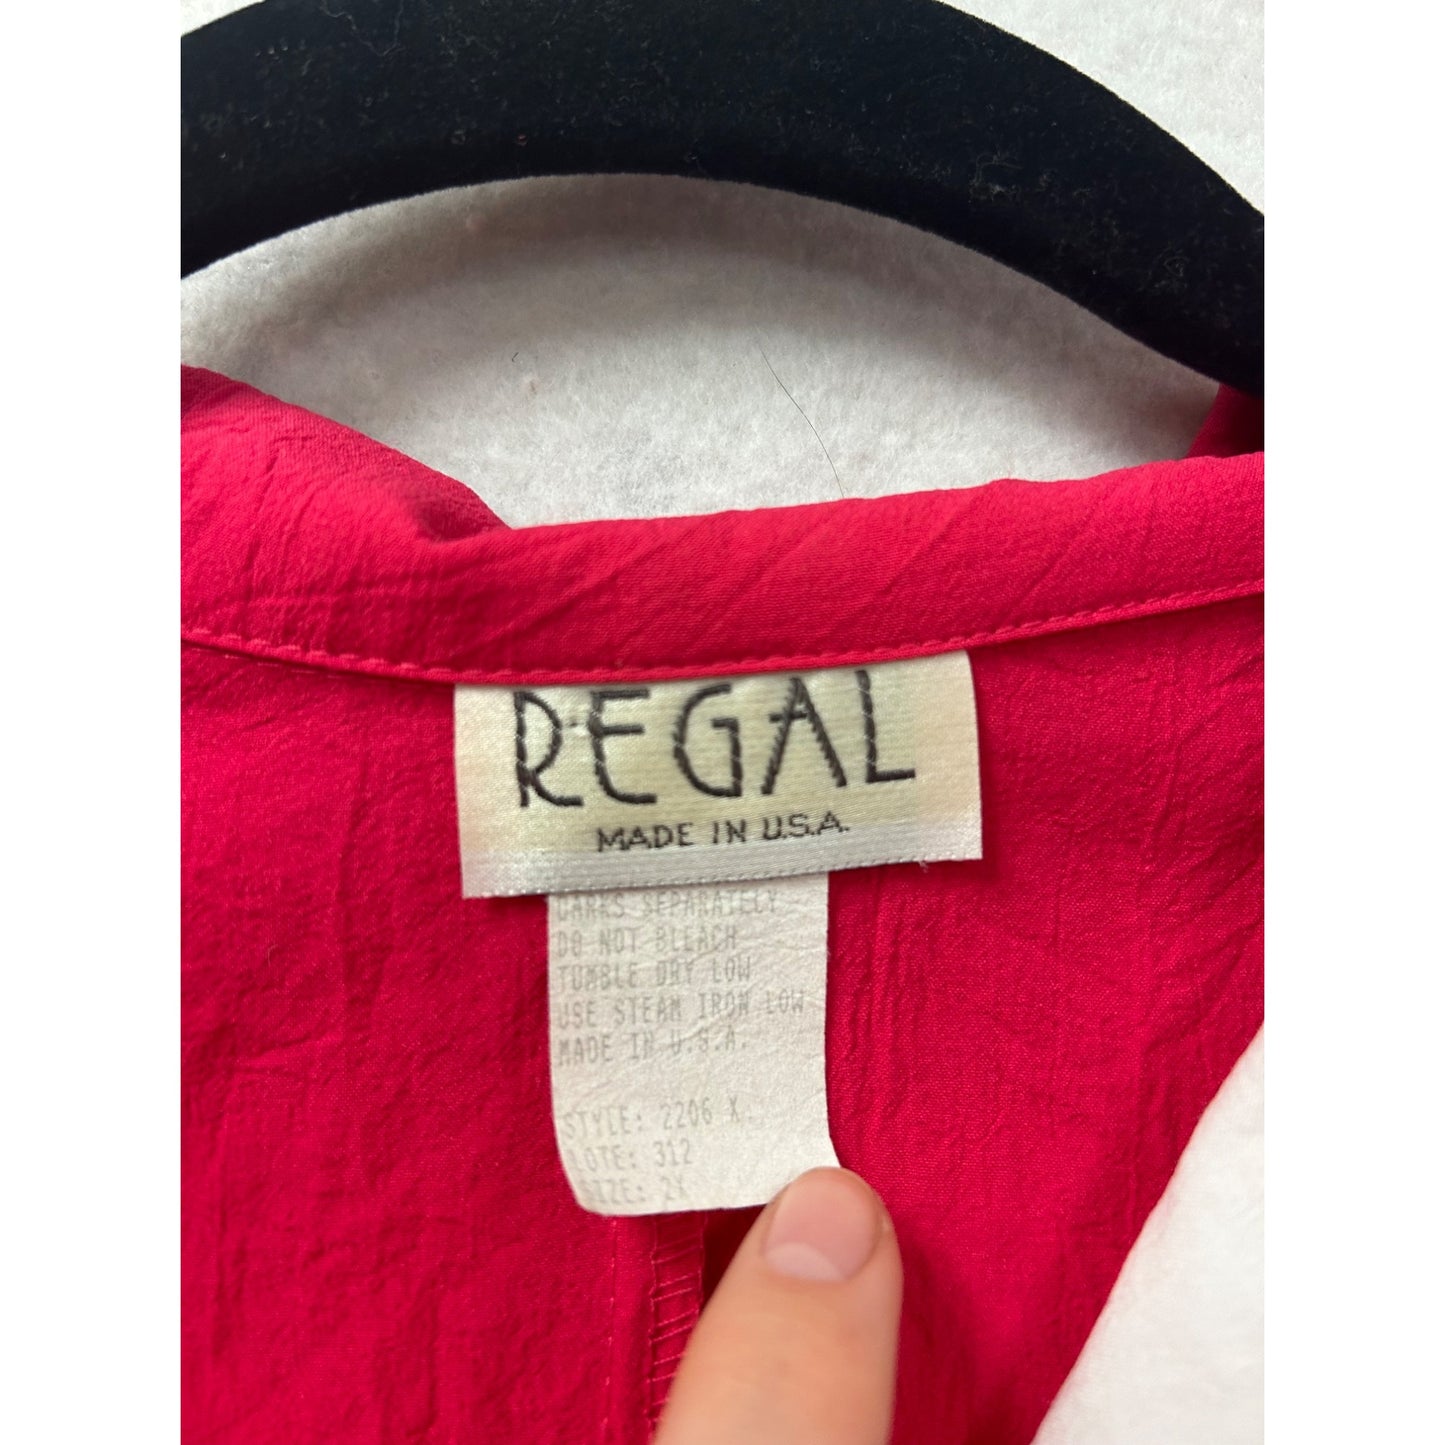 REGAL
MADE IN U.S.A.
DARKS SEPARATELY
DO NOT BLEACH
TUMBLE DRY LOW
USE STEAM IRON LOW
MADE IN U.S.A.
STYLE: 2206 X
LOTE: 312
SIZE: 2X